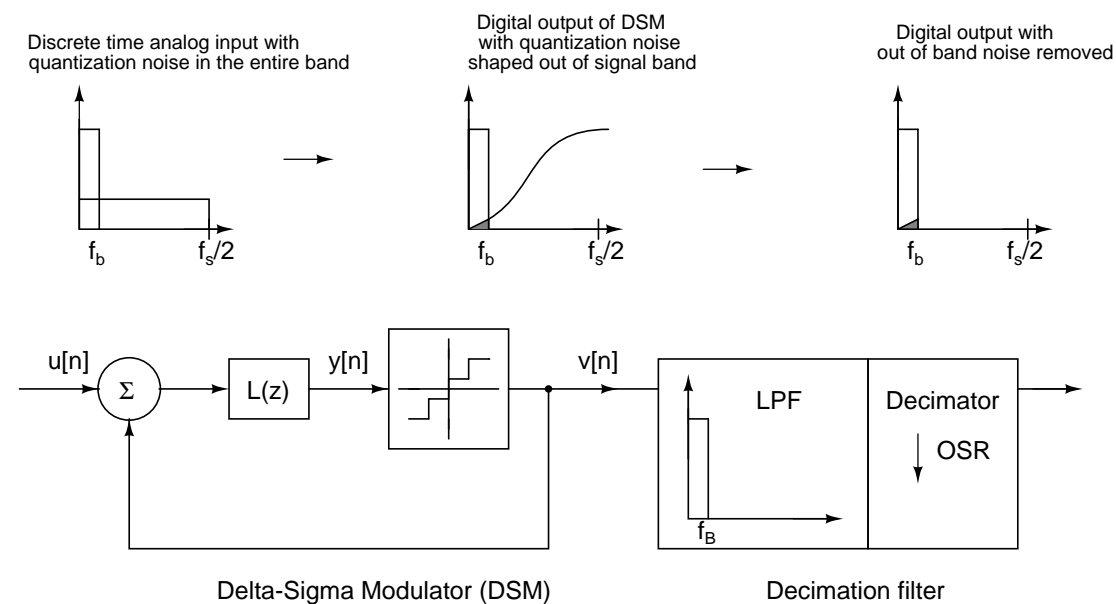 Discrete time analog input with
quantization noise in the entire band
Digital output of DSM
with quantization noise
shaped out of signal band
Digital output with
out of band noise removed
f_b
f_s/2
f_b
f_s/2
f_b
f_s/2
u[n]
Σ
L(z)
y[n]
v[n]
LPF
f_B
Decimator
OSR
Delta-Sigma Modulator (DSM)
Decimation filter